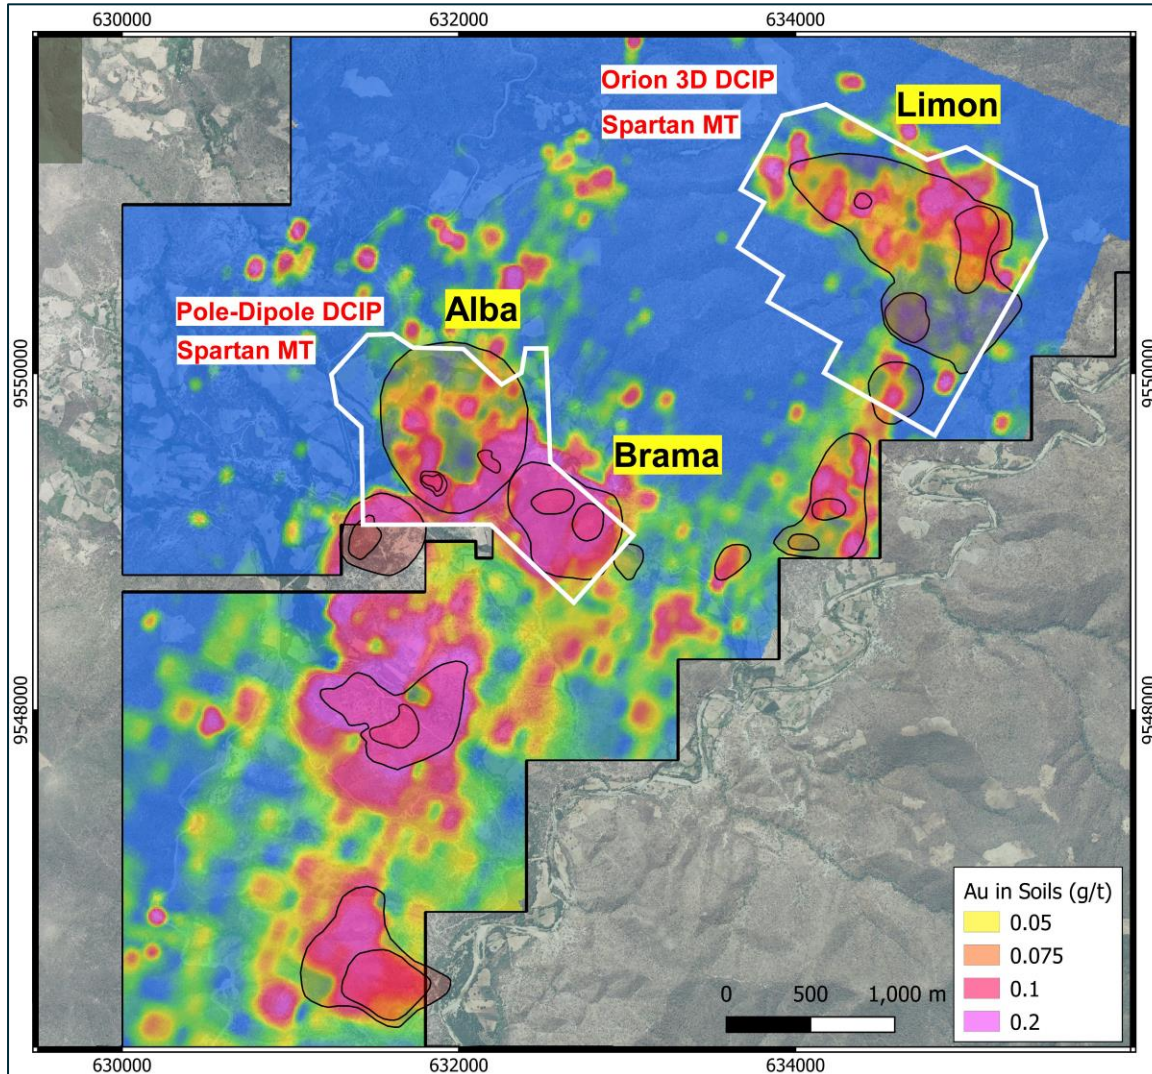 630000
632000
634000
Orion 3D DCIP
Spartan MT
Limon
Pole-Dipole DCIP
Spartan MT
Alba
Brama
9550000
9550000
9548000
9548000
Au in Soils (g/t)
0.05
0.075
0.1
0.2
0
500
1,000 m
630000
632000
634000